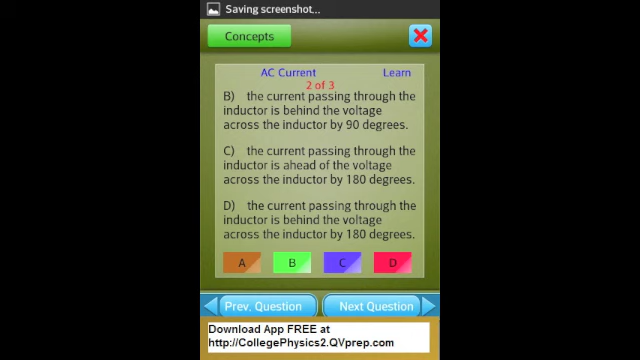 Saving screenshot...
Concepts
AC Current
Learn
2 of 3
B) the current passing through the
inductor is behind the voltage
across the inductor by 90 degrees.
C) the current passing through the
inductor is ahead of the voltage
across the inductor by 180 degrees.
D) the current passing through the
inductor is behind the voltage
across the inductor by 180 degrees.
A
B
C
D
Prev. Question
Next Question
Download App FREE at
http://CollegePhysics2.QVprep.com